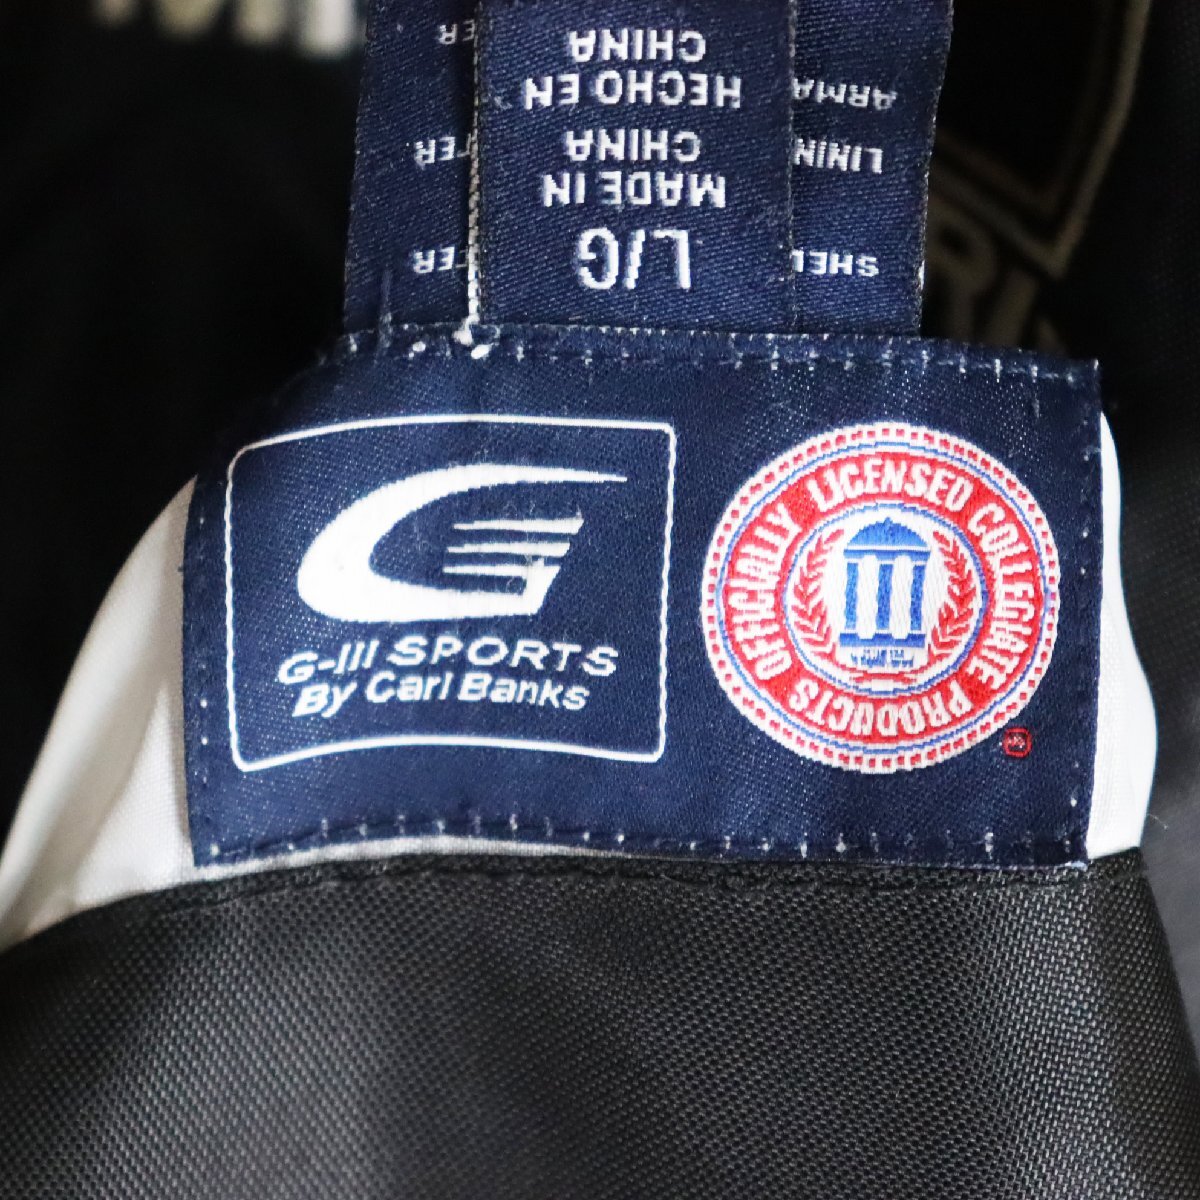 L/G
MADE IN
CHINA
HECHO EN
CHINA
G-III SPORTS
By Carl Banks
OFFICIALLY LICENSED COLLEGIATE PRODUCTS